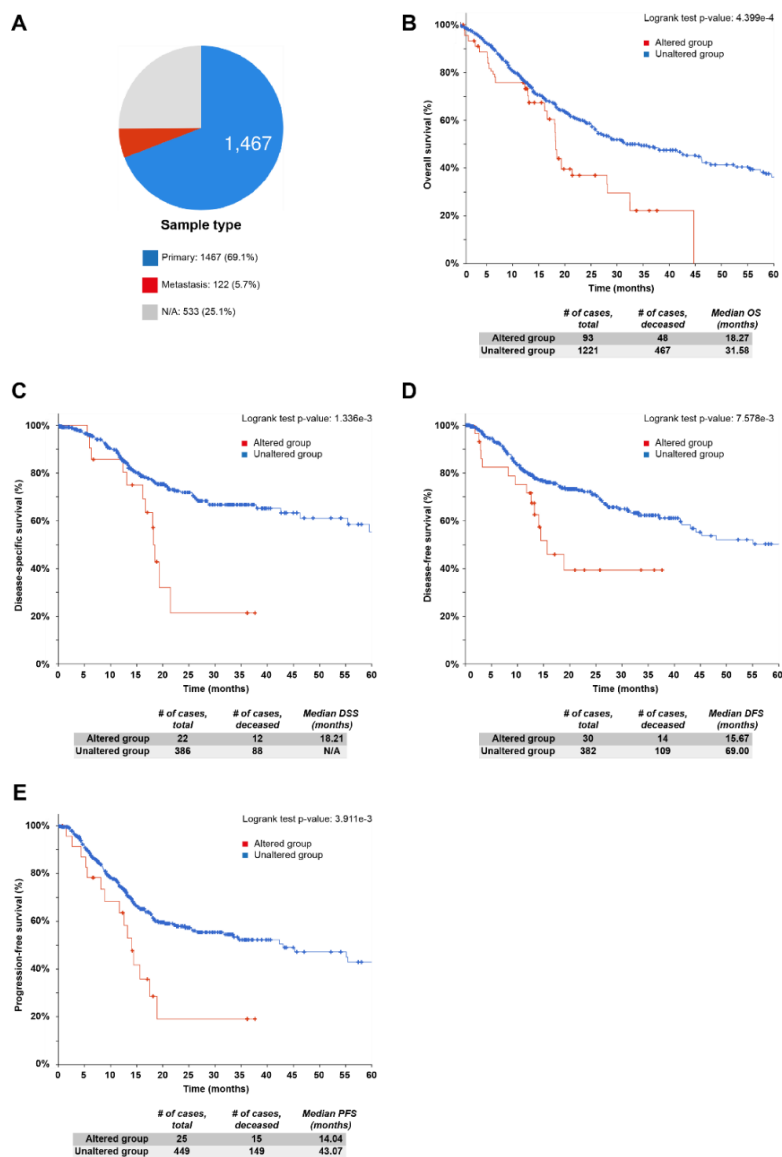 A
1,467
Sample type
Primary: 1467 (69.1%)
Metastasis: 122 (5.7%)
N/A: 533 (25.1%)
B
Logrank test p-value: 4.399e-4
Altered group
Unaltered group
100%
80%
60%
40%
20%
0%
Overall survival (%)
0 5 10 15 20 25 30 35 40 45 50 55 60
Time (months)
# of cases, total # of cases, deceased Median OS (months)
Altered group 93 48 18.27
Unaltered group 1221 467 31.58
C
Logrank test p-value: 1.336e-3
Altered group
Unaltered group
100%
80%
60%
40%
20%
0%
Disease-specific survival (%)
0 5 10 15 20 25 30 35 40 45 50 55 60
Time (months)
# of cases, total # of cases, deceased Median DSS (months)
Altered group 22 12 18.21
Unaltered group 386 88 N/A
D
Logrank test p-value: 7.578e-3
Altered group
Unaltered group
100%
80%
60%
40%
20%
0%
Disease-free survival (%)
0 5 10 15 20 25 30 35 40 45 50 55 60
Time (months)
# of cases, total # of cases, deceased Median DFS (months)
Altered group 30 14 15.67
Unaltered group 382 109 69.00
E
Logrank test p-value: 3.911e-3
Altered group
Unaltered group
100%
80%
60%
40%
20%
0%
Progression-free survival (%)
0 5 10 15 20 25 30 35 40 45 50 55 60
Time (months)
# of cases, total # of cases, deceased Median PFS (months)
Altered group 25 15 14.04
Unaltered group 449 149 43.07